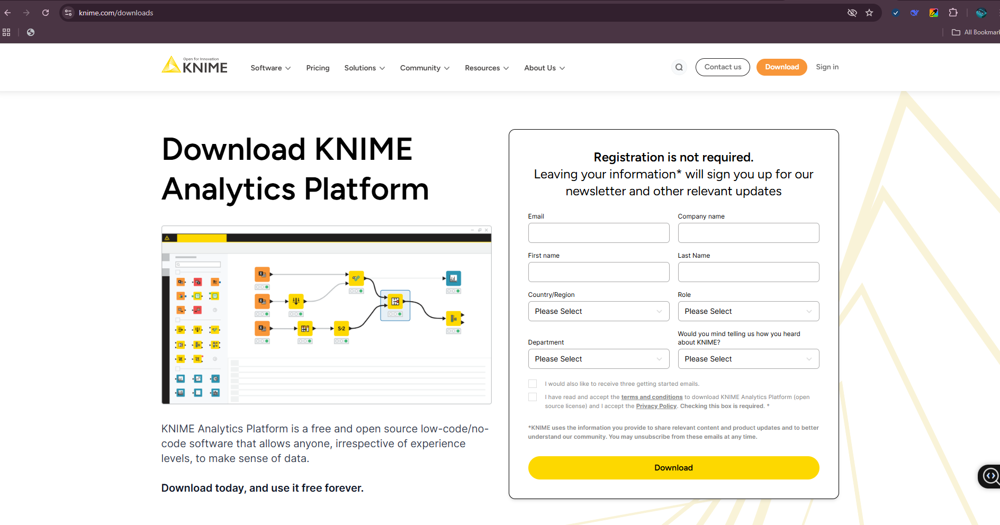 knime.com/downloads
All Bookmar
Open for Innovation
KNIME
Software
Pricing
Solutions
Community
Resources
About Us
Contact us
Download
Sign in
Download KNIME
Analytics Platform
S2
KNIME Analytics Platform is a free and open source low-code/no-
code software that allows anyone, irrespective of experience
levels, to make sense of data.
Download today, and use it free forever.
Registration is not required.
Leaving your information* will sign you up for our
newsletter and other relevant updates
Email
Company name
First name
Last Name
Country/Region
Role
Please Select
Please Select
Department
Would you mind telling us how you heard
about KNIME?
Please Select
Please Select
I would also like to receive three getting started emails.
I have read and accept the terms and conditions to download KNIME Analytics Platform (open
source license) and I accept the Privacy Policy. Checking this box is required. *
*KNIME uses the information you provide to share relevant content and product updates and to better
understand our community. You may unsubscribe from these emails at any time.
Download